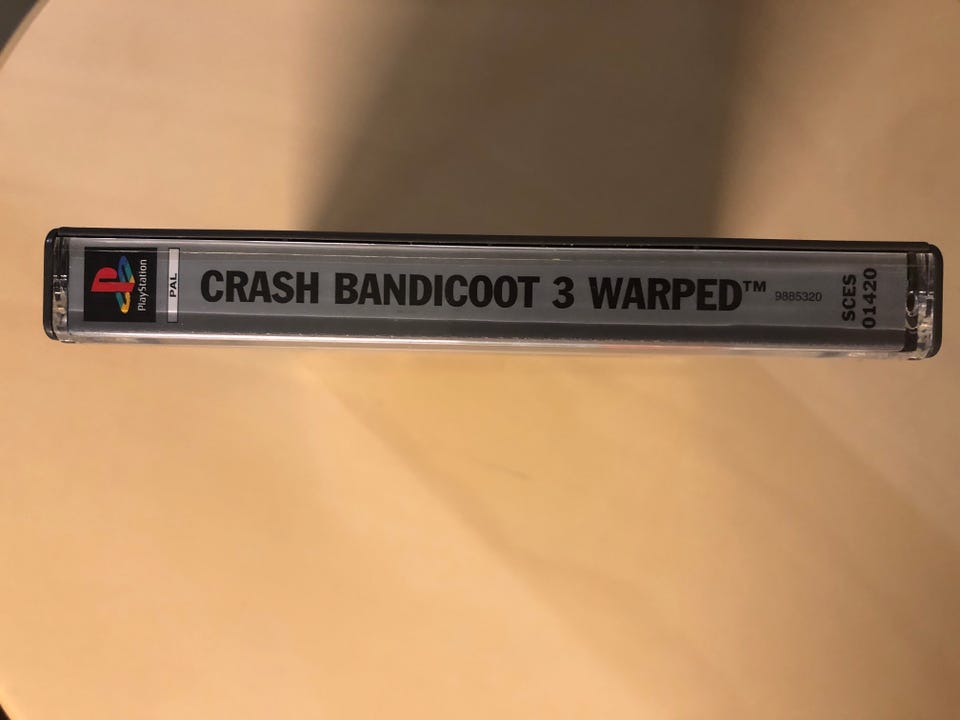 PlayStation
PAL
CRASH BANDICOOT 3 WARPED™
9885320
SCES
01420